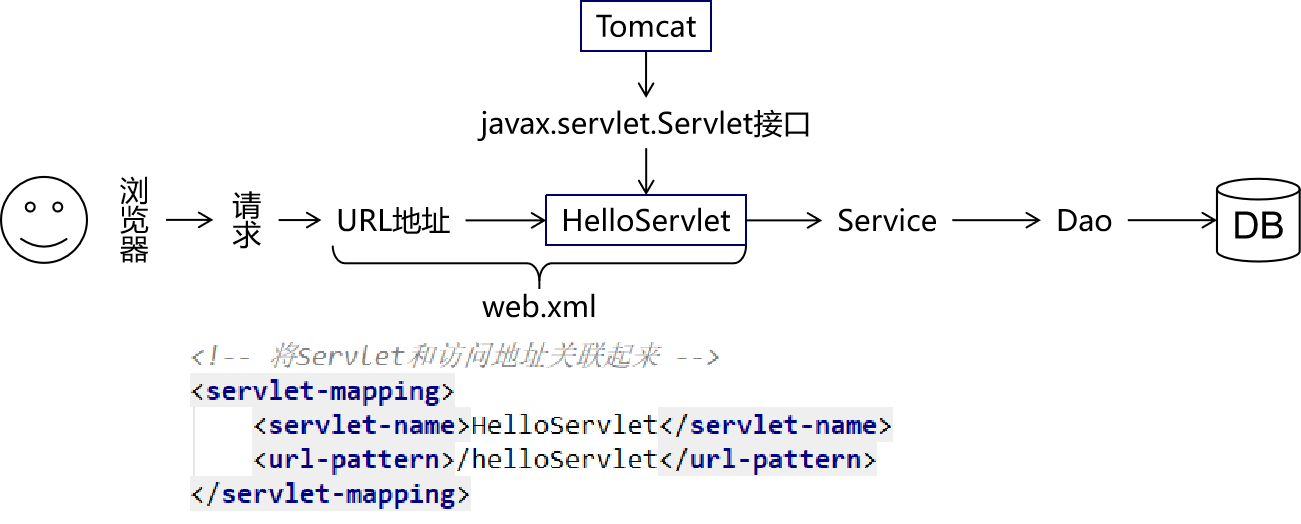 Tomcat
javax.servlet.Servlet接口
浏览器
请求
URL地址
HelloServlet
Service
Dao
DB
web.xml
<!-- 将Servlet和访问地址关联起来 -->
<servlet-mapping>
    <servlet-name>HelloServlet</servlet-name>
    <url-pattern>/helloServlet</url-pattern>
</servlet-mapping>